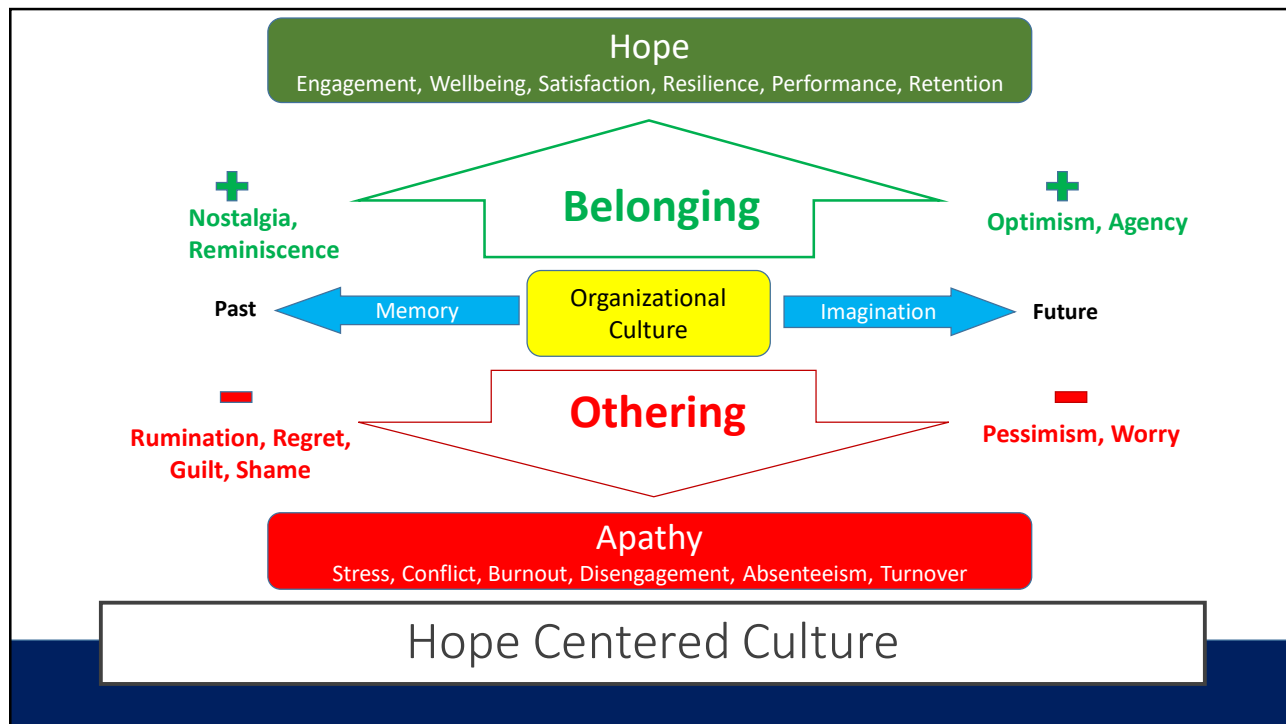 Hope
Engagement, Wellbeing, Satisfaction, Resilience, Performance, Retention
Belonging
Nostalgia,
Reminiscence
Optimism, Agency
Past
Memory
Organizational
Culture
Imagination
Future
Othering
Rumination, Regret,
Guilt, Shame
Pessimism, Worry
Apathy
Stress, Conflict, Burnout, Disengagement, Absenteeism, Turnover
Hope Centered Culture